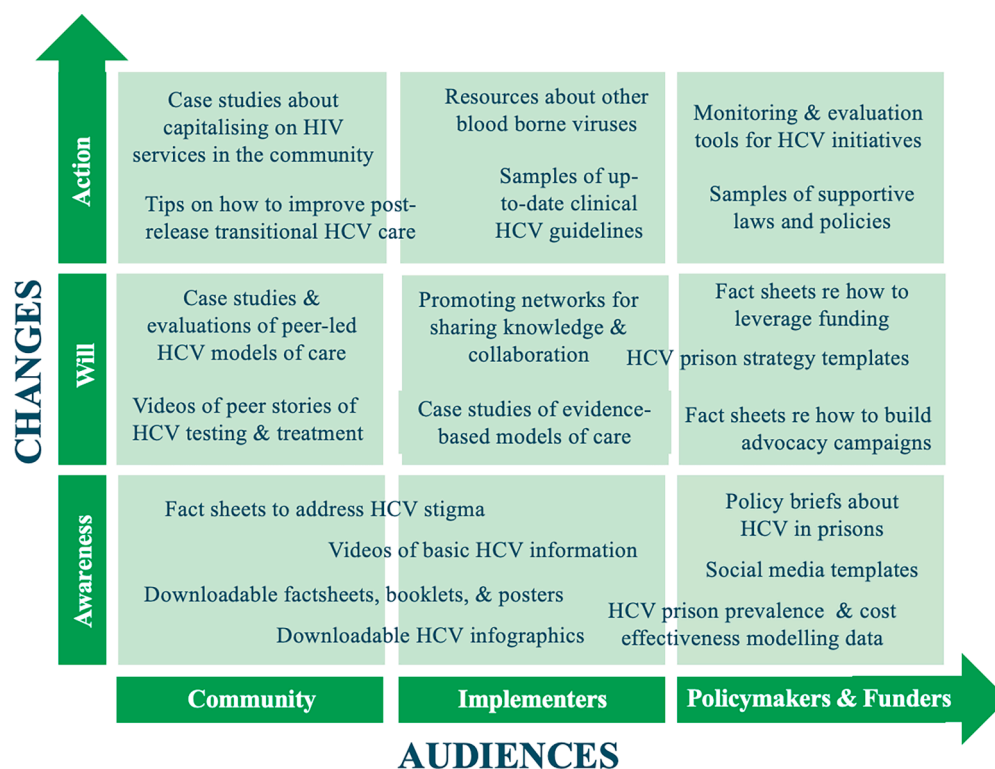 CHANGES
Action
Case studies about
capitalising on HIV
services in the community
Tips on how to improve post-
release transitional HCV care
Resources about other
blood borne viruses
Samples of up-
to-date clinical
HCV guidelines
Monitoring & evaluation
tools for HCV initiatives
Samples of supportive
laws and policies
Will
Case studies &
evaluations of peer-led
HCV models of care
Videos of peer stories of
HCV testing & treatment
Promoting networks for
sharing knowledge &
collaboration
Case studies of evidence-
based models of care
Fact sheets re how to
leverage funding
HCV prison strategy templates
Fact sheets re how to build
advocacy campaigns
Awareness
Fact sheets to address HCV stigma
Videos of basic HCV information
Downloadable factsheets, booklets, & posters
Downloadable HCV infographics
Policy briefs about
HCV in prisons
Social media templates
HCV prison prevalence & cost
effectiveness modelling data
Community
Implementers
Policymakers & Funders
AUDIENCES